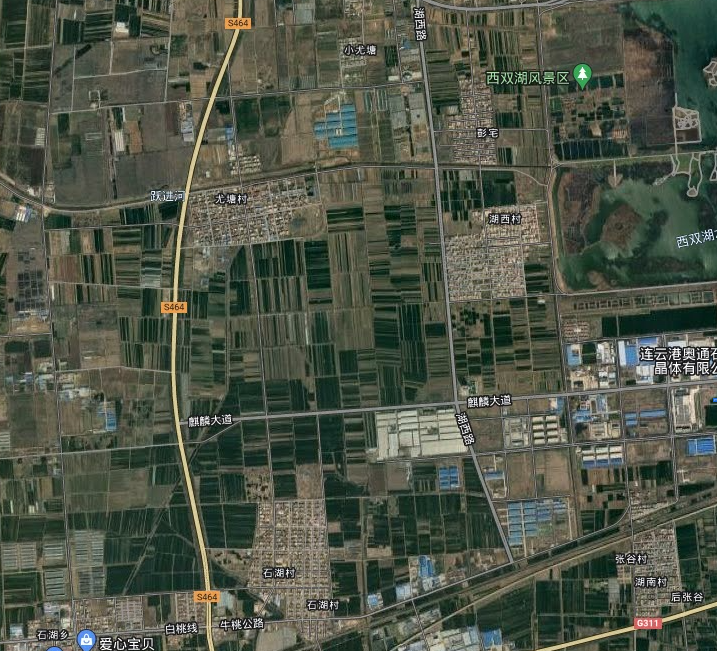 S464
湖西路
小尤塘
西双湖风景区
彭宅
跃进河
尤塘村
湖西村
西双湖
S464
连云港奥通石
晶体有限公
麒麟大道
麒麟大道
湖西路
石湖村
张谷村
湖南村
S464
后张谷
石湖村
G311
石湖乡
爱心宝贝
白桃线
牛桃公路